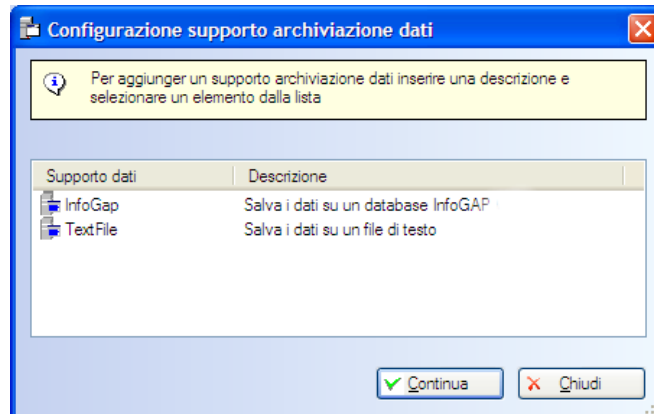 Configurazione supporto archiviazione dati
Per aggiunger un supporto archiviazione dati inserire una descrizione e
selezionare un elemento dalla lista
Supporto dati Descrizione
InfoGap Salva i dati su un database InfoGAP
TextFile Salva i dati su un file di testo
Continua Chiudi